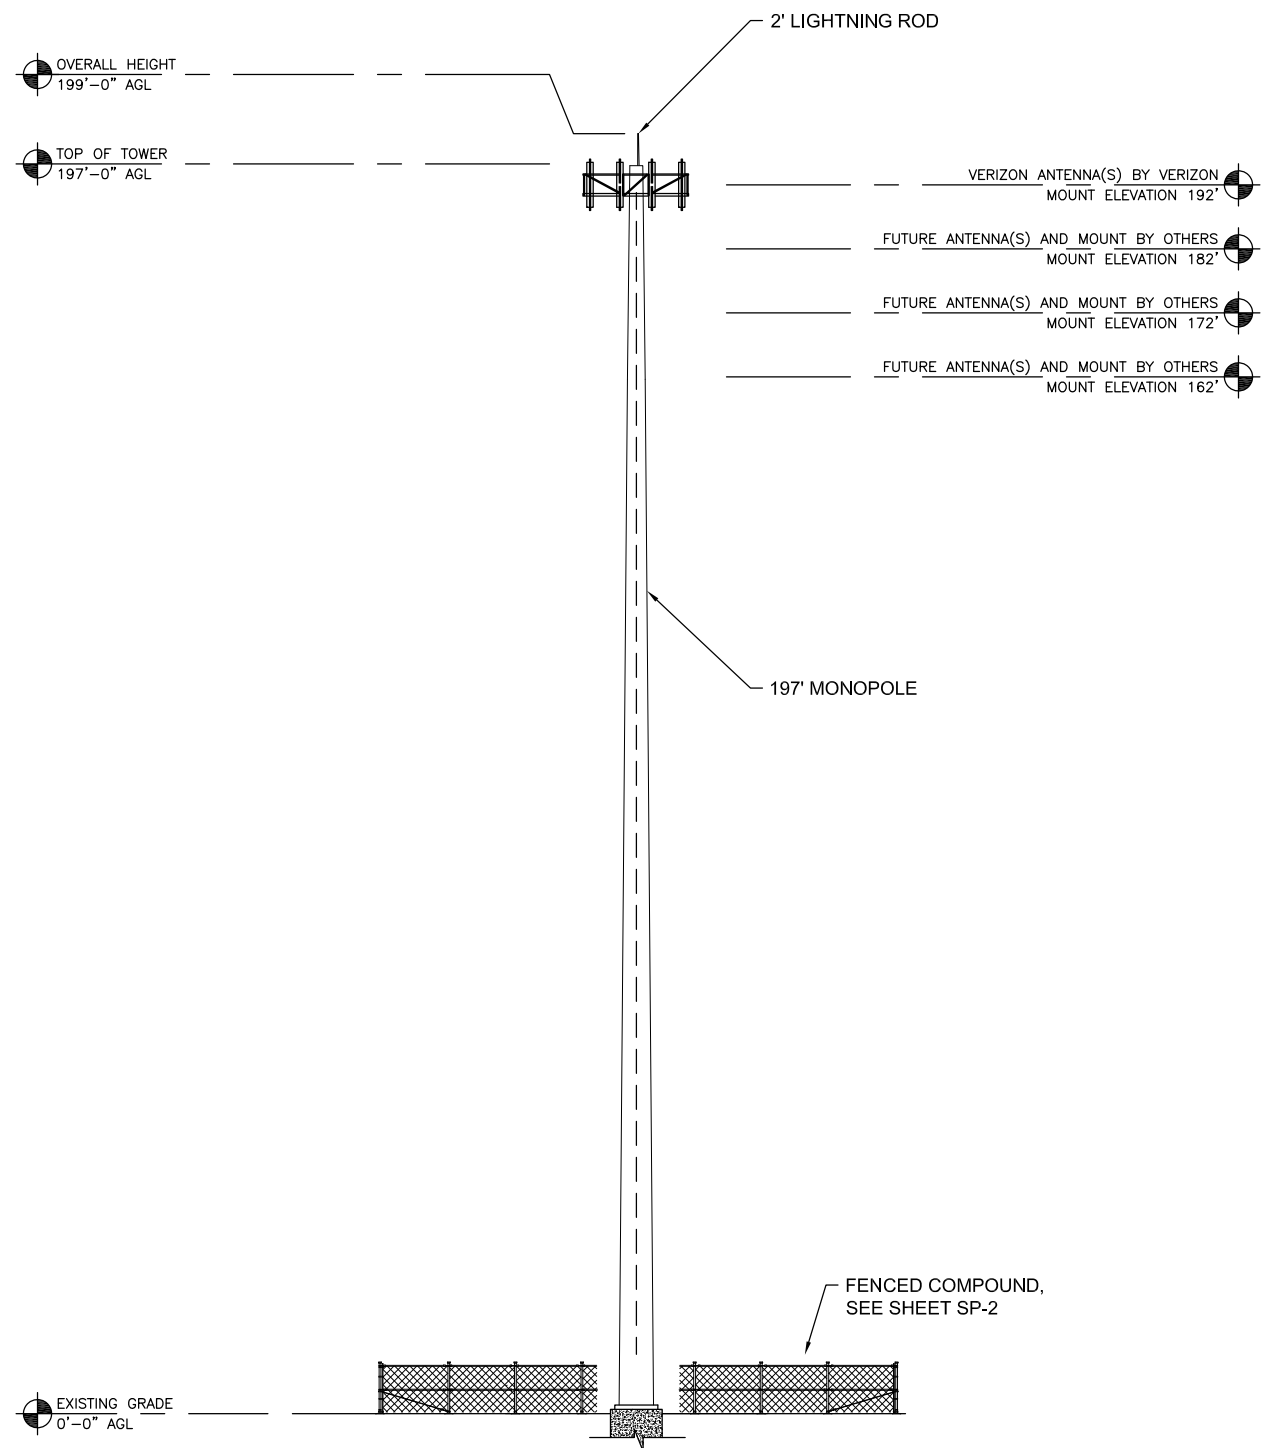 2' LIGHTNING ROD
OVERALL HEIGHT
199'-0" AGL
TOP OF TOWER
197'-0" AGL
VERIZON ANTENNA(S) BY VERIZON
MOUNT ELEVATION 192'
FUTURE ANTENNA(S) AND MOUNT BY OTHERS
MOUNT ELEVATION 182'
FUTURE ANTENNA(S) AND MOUNT BY OTHERS
MOUNT ELEVATION 172'
FUTURE ANTENNA(S) AND MOUNT BY OTHERS
MOUNT ELEVATION 162'
197' MONOPOLE
FENCED COMPOUND,
SEE SHEET SP-2
EXISTING GRADE
0'-0" AGL